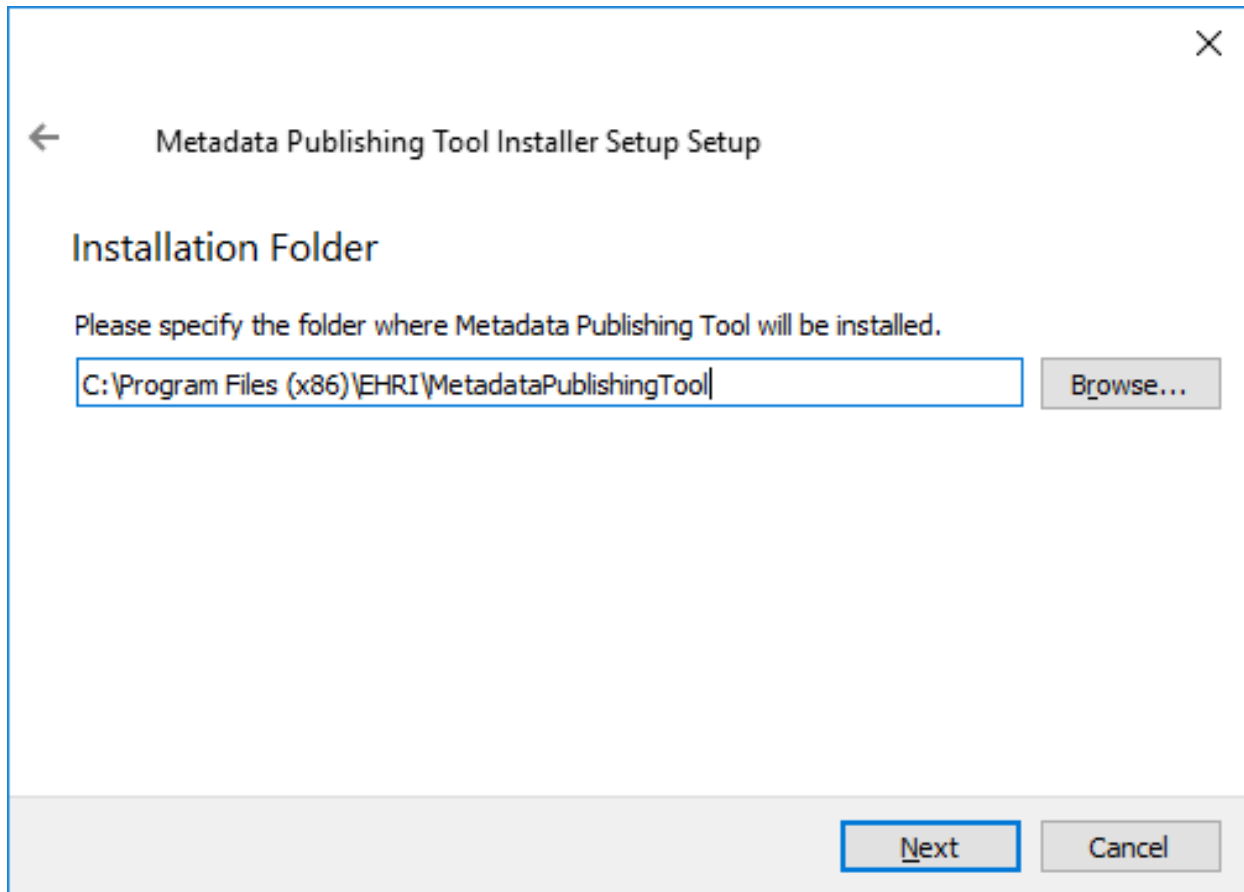 Metadata Publishing Tool Installer Setup Setup
Installation Folder
Please specify the folder where Metadata Publishing Tool will be installed.
C:\Program Files (x86)\EHRI\MetadataPublishingTool
Browse...
Next
Cancel